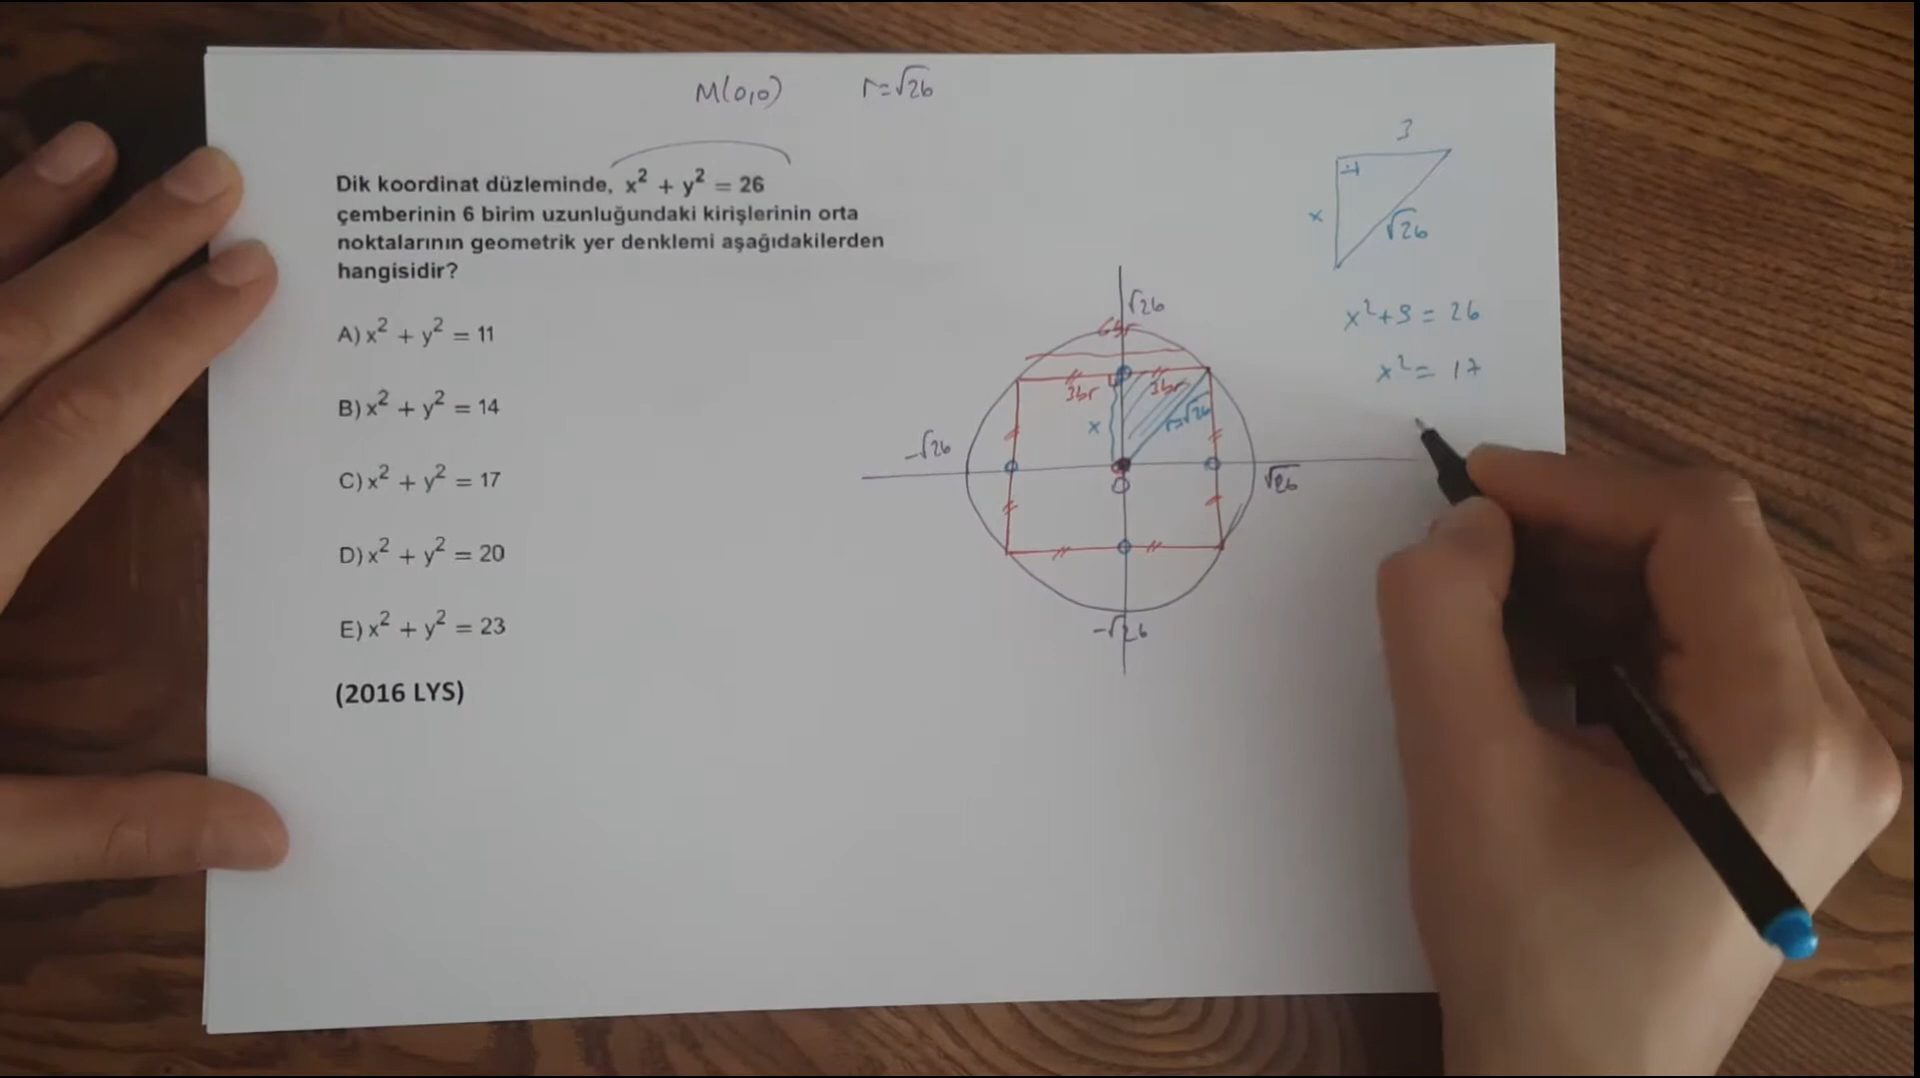 M(0,0) r=√26
Dik koordinat düzleminde, x² + y² = 26
çemberinin 6 birim uzunluğundaki kirişlerinin orta
noktalarının geometrik yer denklemi aşağıdakilerden
hangisidir?
A) x² + y² = 11
B) x² + y² = 14
C) x² + y² = 17
D) x² + y² = 20
E) x² + y² = 23
(2016 LYS)
√26
6br
3br 3br
x r=√26
-√26
√26
O
-√26
3
x √26
x²+9 = 26
x² = 17